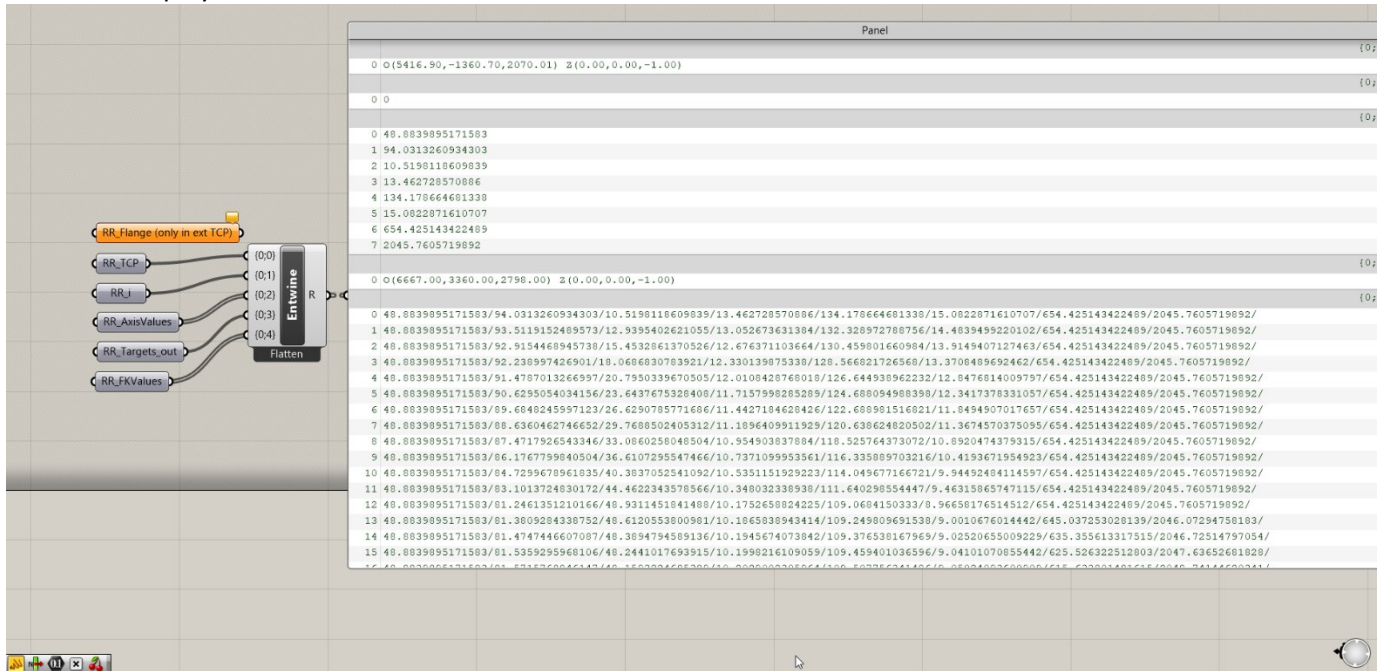 Panel
{0;
0 O(5416.90,-1360.70,2070.01) Z(0.00,0.00,-1.00)
{0;
0 0
{0;
0 48.8839895171583
1 94.0313260934303
2 10.5198118609839
3 13.462728570886
4 134.178664681338
5 15.0822871610707
6 654.425143422489
7 2045.7605719892
{0;
0 O(6667.00,3360.00,2798.00) Z(0.00,0.00,-1.00)
{0;
0 48.8839895171583/94.0313260934303/10.5198118609839/13.462728570886/134.178664681338/15.0822871610707/654.425143422489/2045.7605719892/
1 48.8839895171583/93.5119152489573/12.9395402621055/13.052673631384/132.328972788756/14.4839499220102/654.425143422489/2045.7605719892/
2 48.8839895171583/92.9154468945738/15.4532861370526/12.676371103664/130.459801660984/13.9149407127463/654.425143422489/2045.7605719892/
3 48.8839895171583/92.238997426901/18.0686830783921/12.330139875338/128.566821726568/13.3708489692462/654.425143422489/2045.7605719892/
4 48.8839895171583/91.4787013266997/20.7950339670505/12.0108428768018/126.644938962232/12.8476814009797/654.425143422489/2045.7605719892/
5 48.8839895171583/90.6295054034156/23.6437675328408/11.7157998285289/124.688094988398/12.3417378331057/654.425143422489/2045.7605719892/
6 48.8839895171583/89.6848245997123/26.6290785771686/11.4427184628426/122.688981516821/11.8494907017657/654.425143422489/2045.7605719892/
7 48.8839895171583/88.6360462746652/29.7688502405312/11.1896409911929/120.638624820502/11.3674570375095/654.425143422489/2045.7605719892/
8 48.8839895171583/87.4717926543346/33.0860258048504/10.954903837884/118.525764373072/10.8920474379315/654.425143422489/2045.7605719892/
9 48.8839895171583/86.1767799840504/36.6107295547466/10.7371099953561/116.335889703216/10.4193671954923/654.425143422489/2045.7605719892/
10 48.8839895171583/84.7299678961835/40.3837052541092/10.5351151929223/114.049677166721/9.94492484114597/654.425143422489/2045.7605719892/
11 48.8839895171583/83.1013724830172/44.4622343578566/10.348032338938/111.640298554447/9.46315865747115/654.425143422489/2045.7605719892/
12 48.8839895171583/81.2461351210166/48.9311451841488/10.1752658824225/109.0684150333/8.96658176514512/654.425143422489/2045.7605719892/
13 48.8839895171583/81.3809284338752/48.6120553800981/10.1865838943414/109.249809691538/9.0010676014442/645.037253028139/2046.07294758183/
14 48.8839895171583/81.4747446607087/48.3894794589136/10.1945674073842/109.376538167969/9.02520655009229/635.355613317515/2046.72514797054/
15 48.8839895171583/81.5359295968106/48.2441017693915/10.1998216109059/109.459401036596/9.04101070855442/625.526322512803/2047.63652681828/
RR_Flange (only in ext TCP)
RR_TCP
RR_i
RR_AxisValues
RR_Targets_out
RR_FKValues
{0;0}
{0;1}
{0;2}
{0;3}
{0;4}
Entwine
R
Flatten